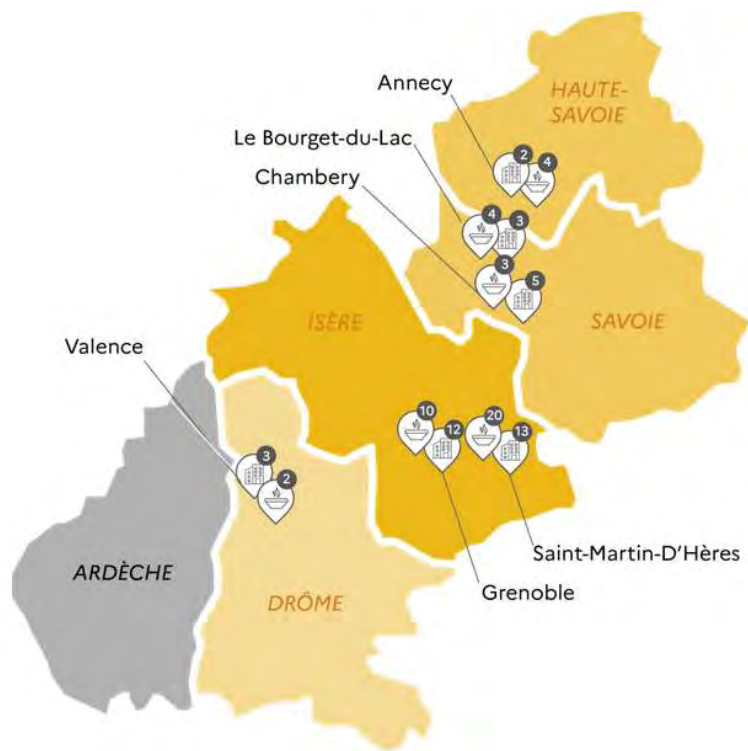 Annecy
HAUTE-
SAVOIE
2
4
Le Bourget-du-Lac
4
3
Chambery
3
5
ISÈRE
SAVOIE
Valence
10
12
20
13
3
2
Saint-Martin-D'Hères
ARDÈCHE
Grenoble
DRÔME